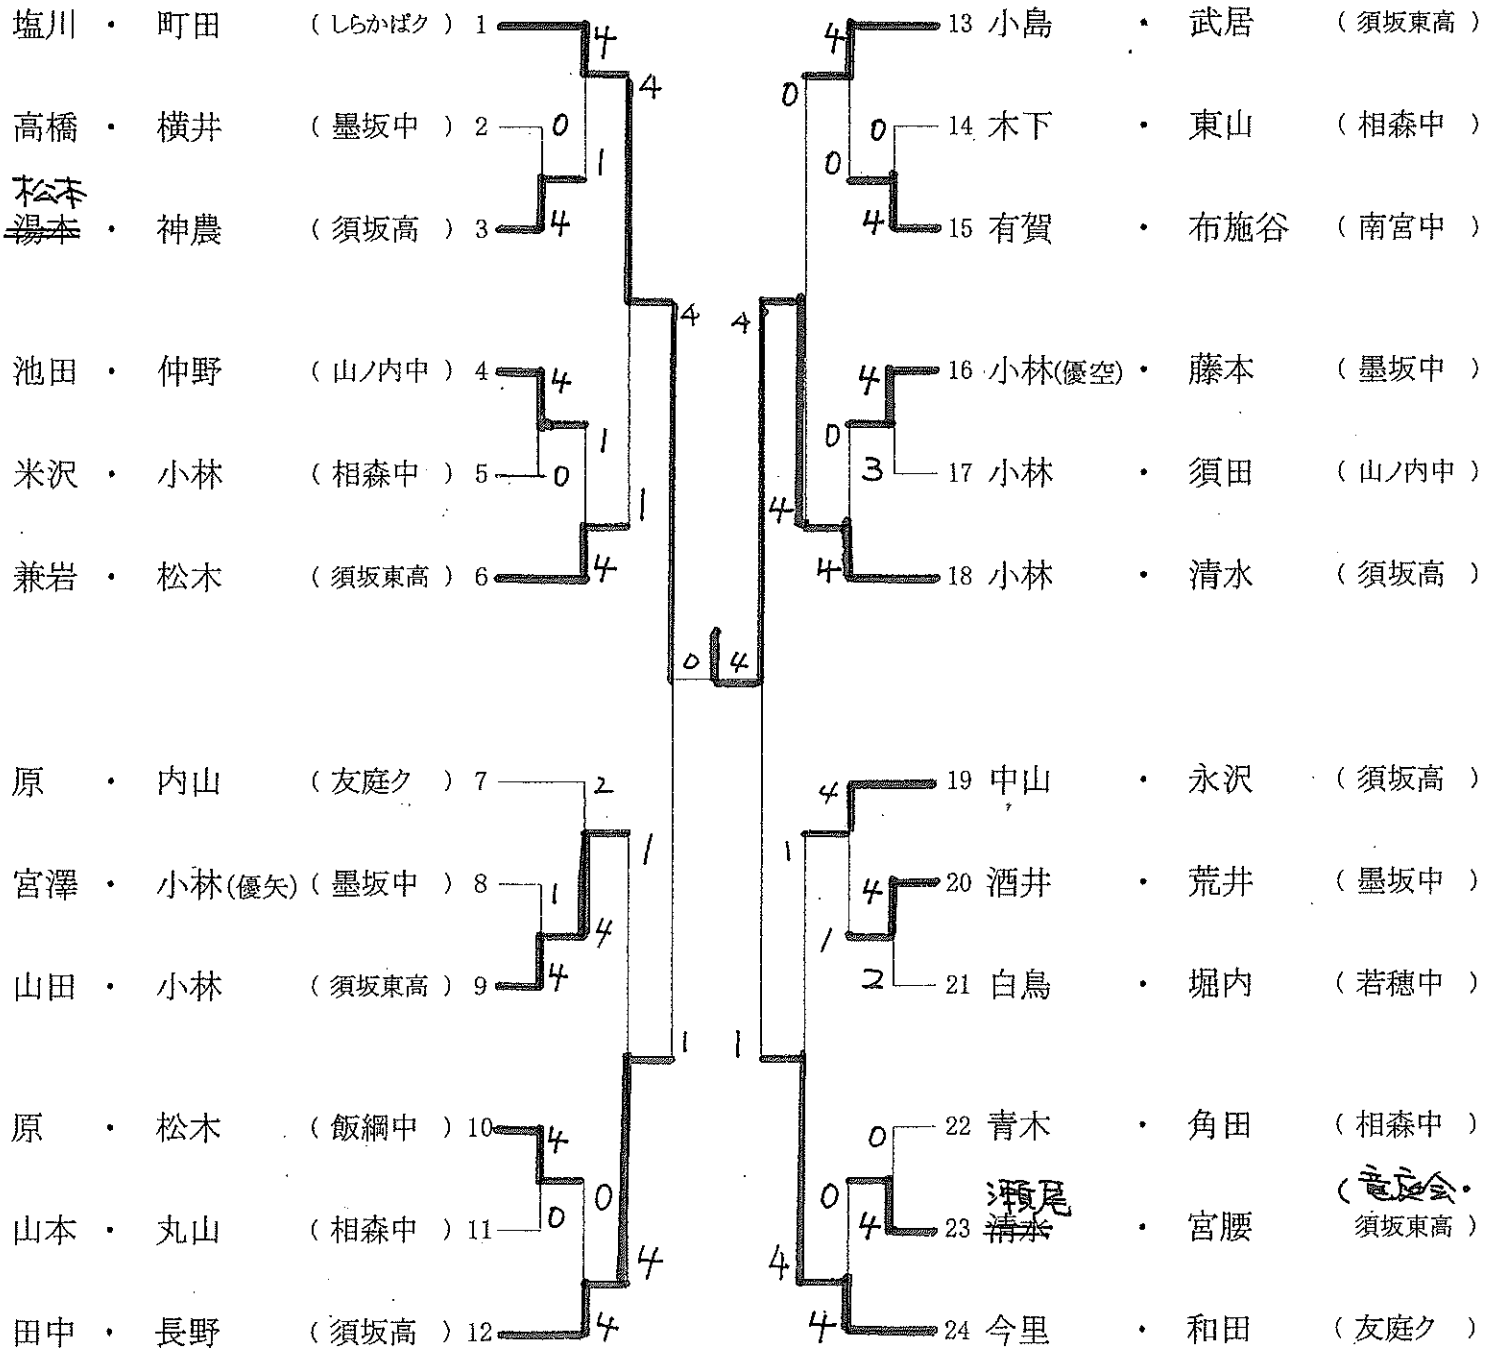 塩川 ・ 町田 （ しらかばク ） 1 4 4 13 小島 ・ 武居 （ 須坂東高 ）
4 0
高橋 ・ 横井 （ 墨坂中 ） 2 0 0 14 木下 ・ 東山 （ 相森中 ）
1 0
松本
湯本 ・ 神農 （ 須坂高 ） 3 4 4 15 有賀 ・ 布施谷 （ 南宮中 ）
4 4
池田 ・ 仲野 （ 山ノ内中 ） 4 4 4 16 小林(優空) ・ 藤本 （ 墨坂中 ）
1 0
米沢 ・ 小林 （ 相森中 ） 5 0 3 17 小林 ・ 須田 （ 山ノ内中 ）
1 4
兼岩 ・ 松木 （ 須坂東高 ） 6 4 4 18 小林 ・ 清水 （ 須坂高 ）
0 4
原 ・ 内山 （ 友庭ク ） 7 2 4 19 中山 ・ 永沢 （ 須坂高 ）
1 1
宮澤 ・ 小林(優矢) （ 墨坂中 ） 8 1 4 20 酒井 ・ 荒井 （ 墨坂中 ）
4 1
山田 ・ 小林 （ 須坂東高 ） 9 4 2 21 白鳥 ・ 堀内 （ 若穂中 ）
1 1
原 ・ 松木 （ 飯綱中 ） 10 4 0 22 青木 ・ 角田 （ 相森中 ）
0 0
瀬尾 （
山本 ・ 丸山 （ 相森中 ） 11 0 4 23 清水 ・ 宮腰 須坂東高 ）
4 4
田中 ・ 長野 （ 須坂高 ） 12 4 4 24 今里 ・ 和田 （ 友庭ク ）